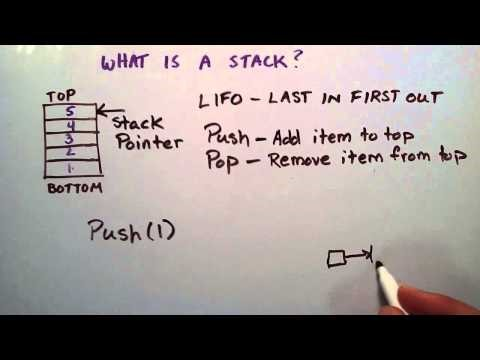 WHAT IS A STACK?
TOP
5
4
3
2
1
BOTTOM
Stack
Pointer
LIFO - LAST IN FIRST OUT
Push - Add item to top
Pop - Remove item from top
Push(1)